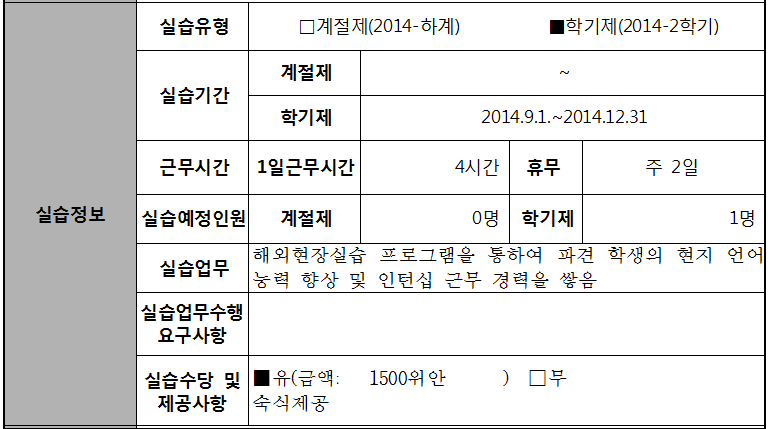 실습정보
실습유형 □계절제(2014-하계) ■학기제(2014-2학기)
실습기간 계절제 ~
학기제 2014.9.1.~2014.12.31
근무시간 1일근무시간 4시간 휴무 주 2일
실습예정인원 계절제 0명 학기제 1명
실습업무 해외현장실습 프로그램을 통하여 파견 학생의 현지 언어
능력 향상 및 인턴십 근무 경력을 쌓음
실습업무수행
요구사항
실습수당 및 ■유(금액: 1500위안 ) □부
제공사항 숙식제공